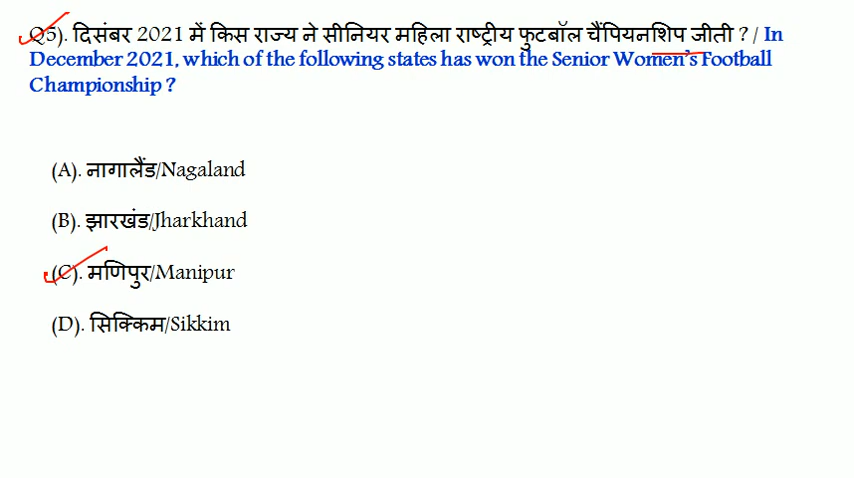 Q5). दिसंबर 2021 में किस राज्य ने सीनियर महिला राष्ट्रीय फुटबॉल चैंपियनशिप जीती ? / In
December 2021, which of the following states has won the Senior Women's Football
Championship ?
(A). नागालैंड/Nagaland
(B). झारखंड/Jharkhand
(C). मणिपुर/Manipur
(D). सिक्किम/Sikkim